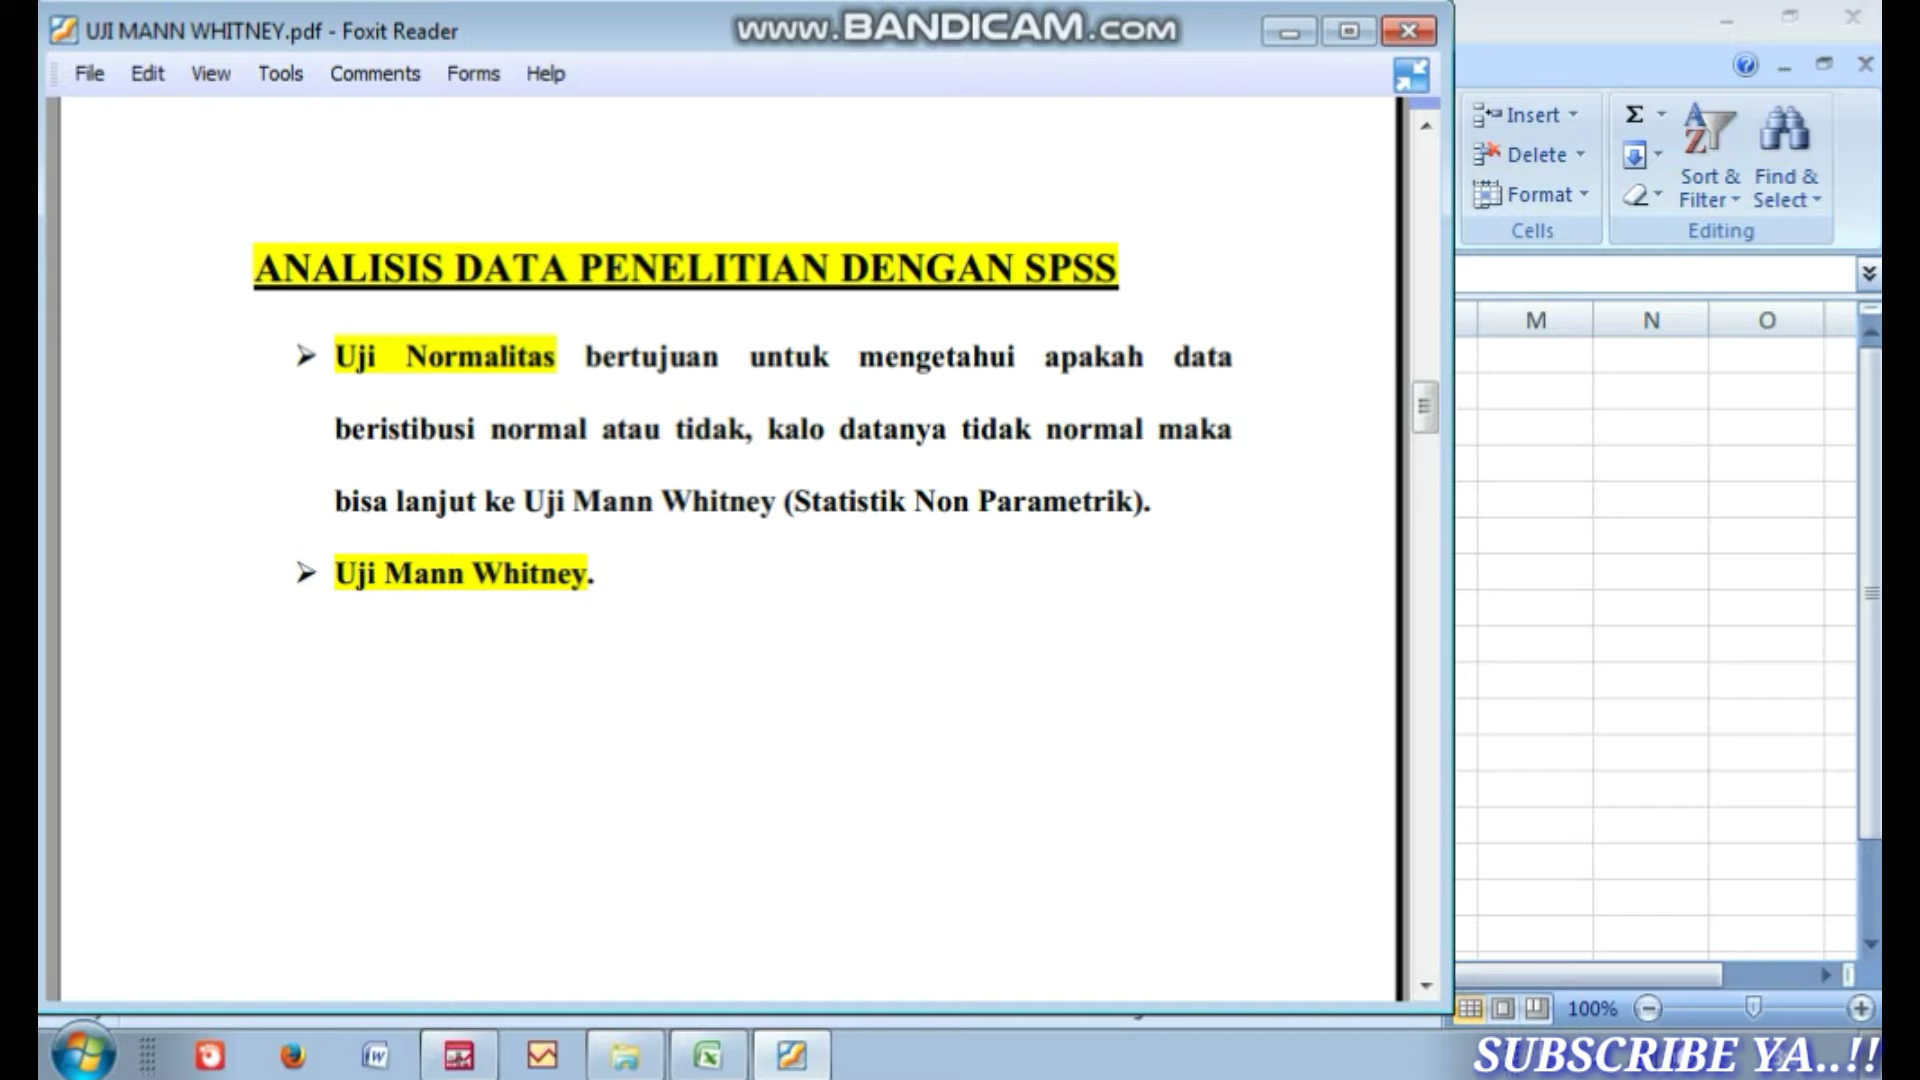 UJI MANN WHITNEY.pdf - Foxit Reader
www.BANDICAM.com
File Edit View Tools Comments Forms Help
Insert
Delete
Format
Cells
Σ
Sort & Filter
Find & Select
Editing
M N O
ANALISIS DATA PENELITIAN DENGAN SPSS
➢ Uji Normalitas bertujuan untuk mengetahui apakah data
beristibusi normal atau tidak, kalo datanya tidak normal maka
bisa lanjut ke Uji Mann Whitney (Statistik Non Parametrik).
➢ Uji Mann Whitney.
100%
SUBSCRIBE YA..!!